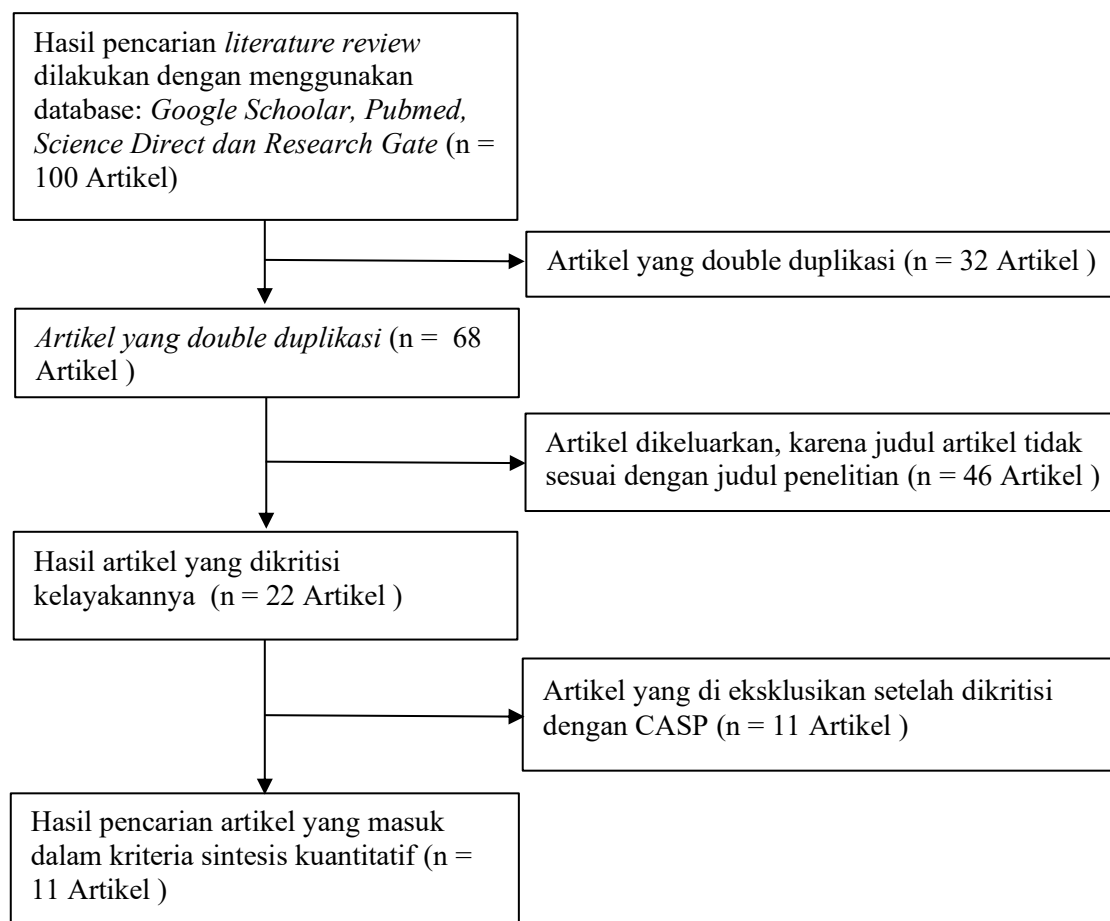 Hasil pencarian literature review
dilakukan dengan menggunakan
database: Google Schoolar, Pubmed,
Science Direct dan Research Gate (n =
100 Artikel)
Artikel yang double duplikasi (n = 32 Artikel )
Artikel yang double duplikasi (n = 68
Artikel )
Artikel dikeluarkan, karena judul artikel tidak
sesuai dengan judul penelitian (n = 46 Artikel )
Hasil artikel yang dikritisi
kelayakannya (n = 22 Artikel )
Artikel yang di eksklusikan setelah dikritisi
dengan CASP (n = 11 Artikel )
Hasil pencarian artikel yang masuk
dalam kriteria sintesis kuantitatif (n =
11 Artikel )